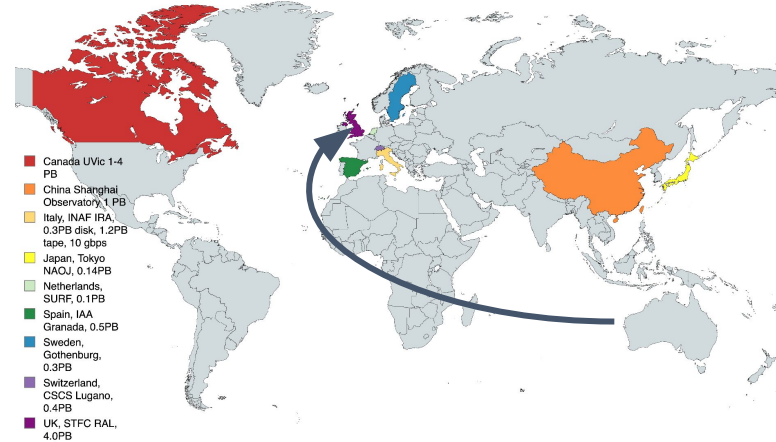 Canada UVic 1-4
PB
China Shanghai
Observatory 1 PB
Italy, INAF IRA,
0.3PB disk, 1.2PB
tape, 10 gbps
Japan, Tokyo
NAOJ, 0.14PB
Netherlands,
SURF, 0.1PB
Spain, IAA
Granada, 0.5PB
Sweden,
Gothenburg,
0.3PB
Switzerland,
CSCS Lugano,
0.4PB
UK, STFC RAL,
4.0PB